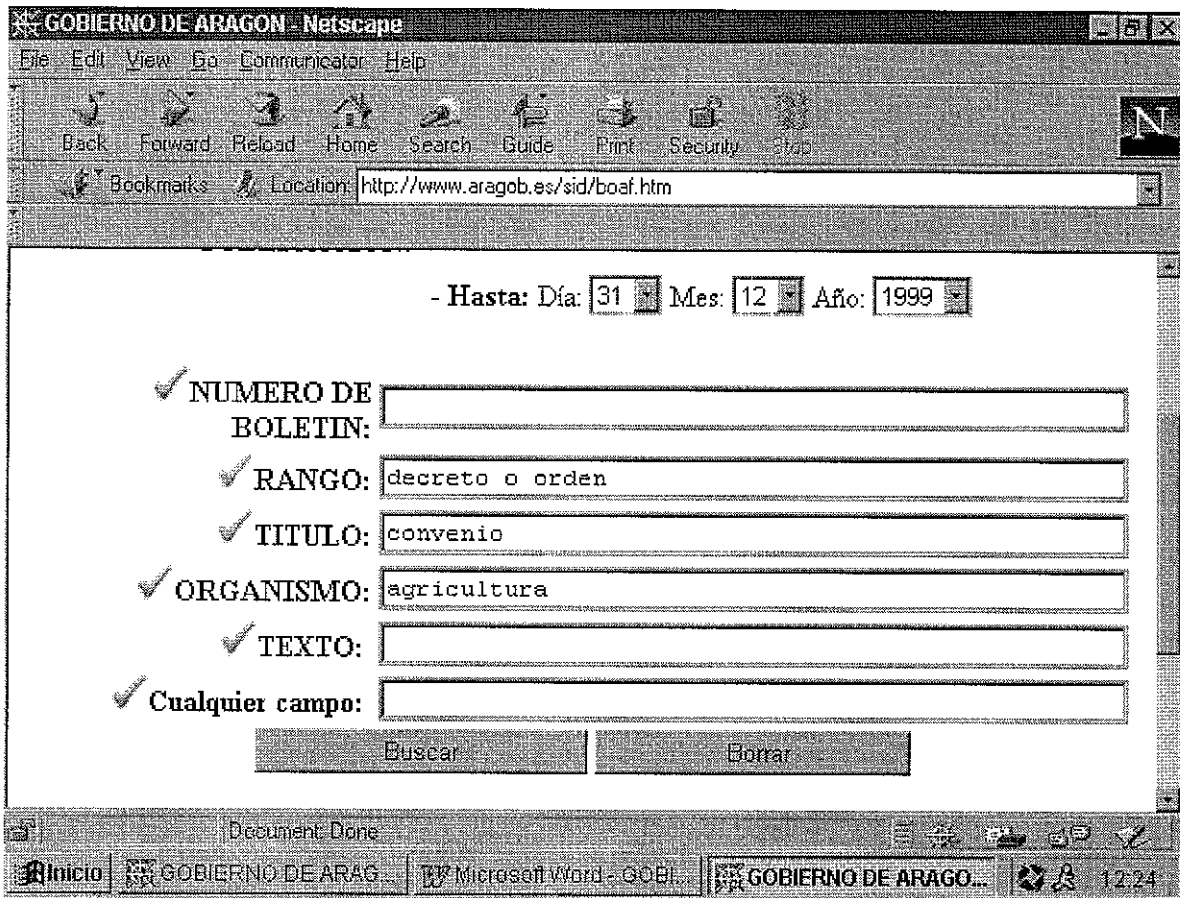 GOBIERNO DE ARAGON - Netscape
File Edit View Go Communicator Help
Back Forward Reload Home Search Guide Print Security Stop
N
Bookmarks Location: http://www.aragob.es/sid/boaf.htm
- Hasta: Día: 31 Mes: 12 Año: 1999
NUMERO DE
BOLETIN:
RANGO: decreto o orden
TITULO: convenio
ORGANISMO: agricultura
TEXTO:
Cualquier campo:
Buscar Borrar
Document: Done
Inicio GOBIERNO DE ARAG... Microsoft Word - GOBI... GOBIERNO DE ARAGO... 12:24